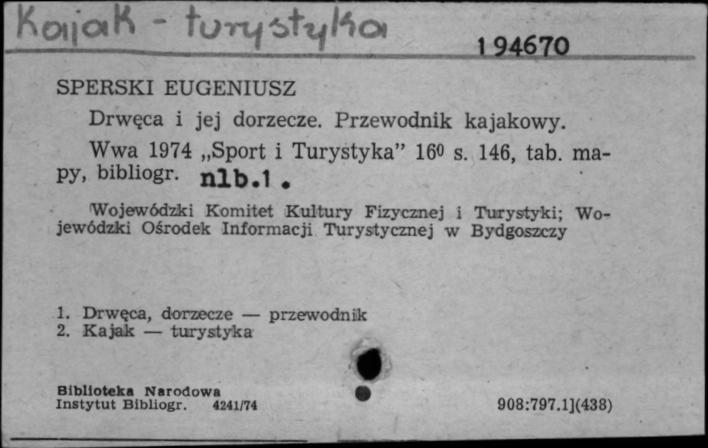 Kajak - turystyka
194670
SPERSKI EUGENIUSZ
Drwęca i jej dorzecze. Przewodnik kajakowy.
Wwa 1974 „Sport i Turystyka” 16⁰ s. 146, tab. ma-
py, bibliogr. nlb.1.
Wojewódzki Komitet Kultury Fizycznej i Turystyki; Wo-
jewódzki Ośrodek Informacji Turystycznej w Bydgoszczy
1. Drwęca, dorzecze — przewodnik
2. Kajak — turystyka
Biblioteka Narodowa
Instytut Bibliogr. 4241/74
908:797.1](438)